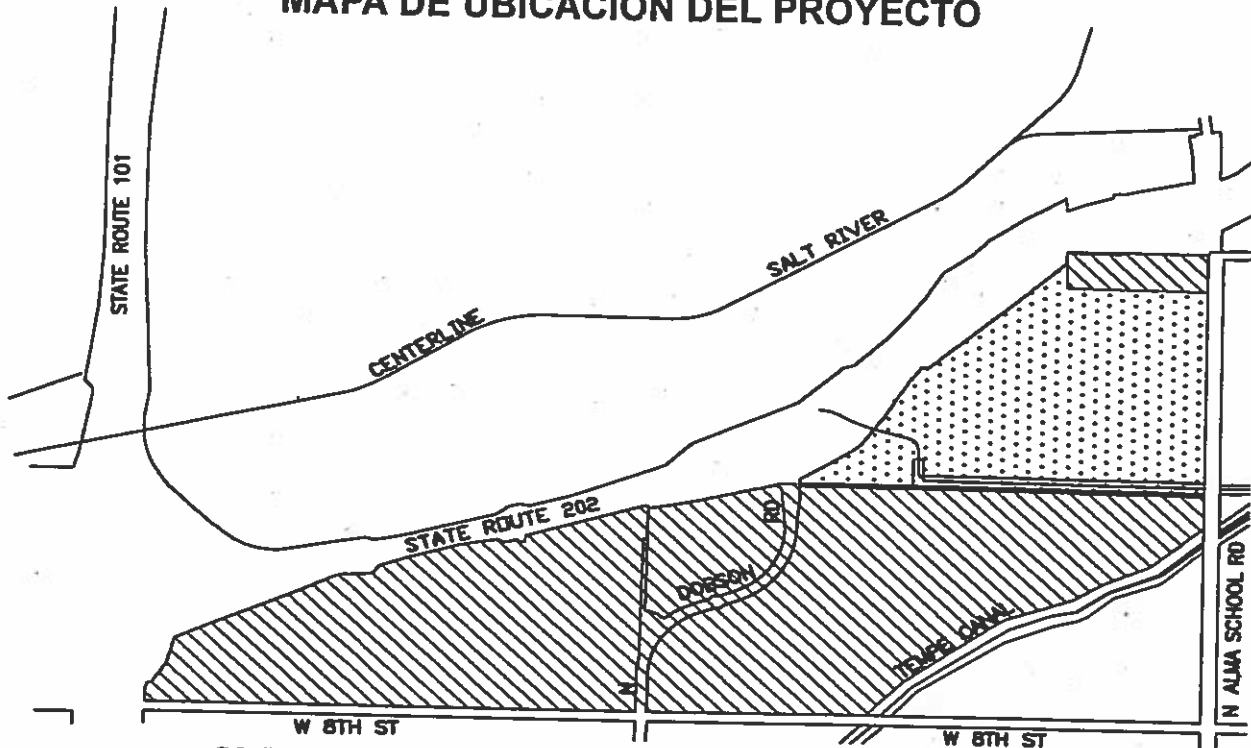 MAPA DE UBICACIÓN DEL PROYECTO
STATE ROUTE 101
SALT RIVER
CENTERLINE
STATE ROUTE 202
RD
DOBSON
N
TEMPE CANAL
N ALMA SCHOOL RD
W 8TH ST
W 8TH ST